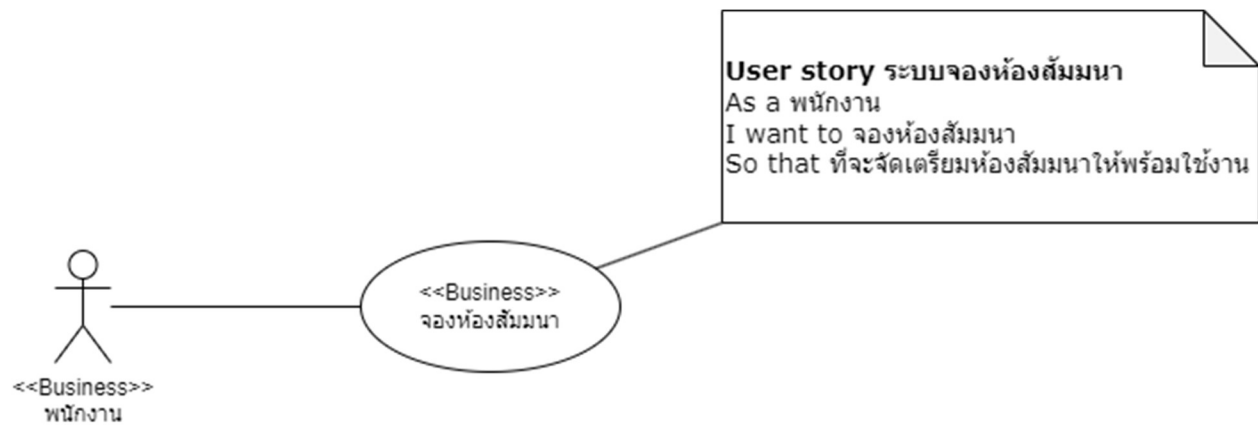 User story ระบบจองห้องสัมมนา
As a พนักงาน
I want to จองห้องสัมมนา
So that ที่จะจัดเตรียมห้องสัมมนาให้พร้อมใช้งาน
<<Business>>
จองห้องสัมมนา
<<Business>>
พนักงาน